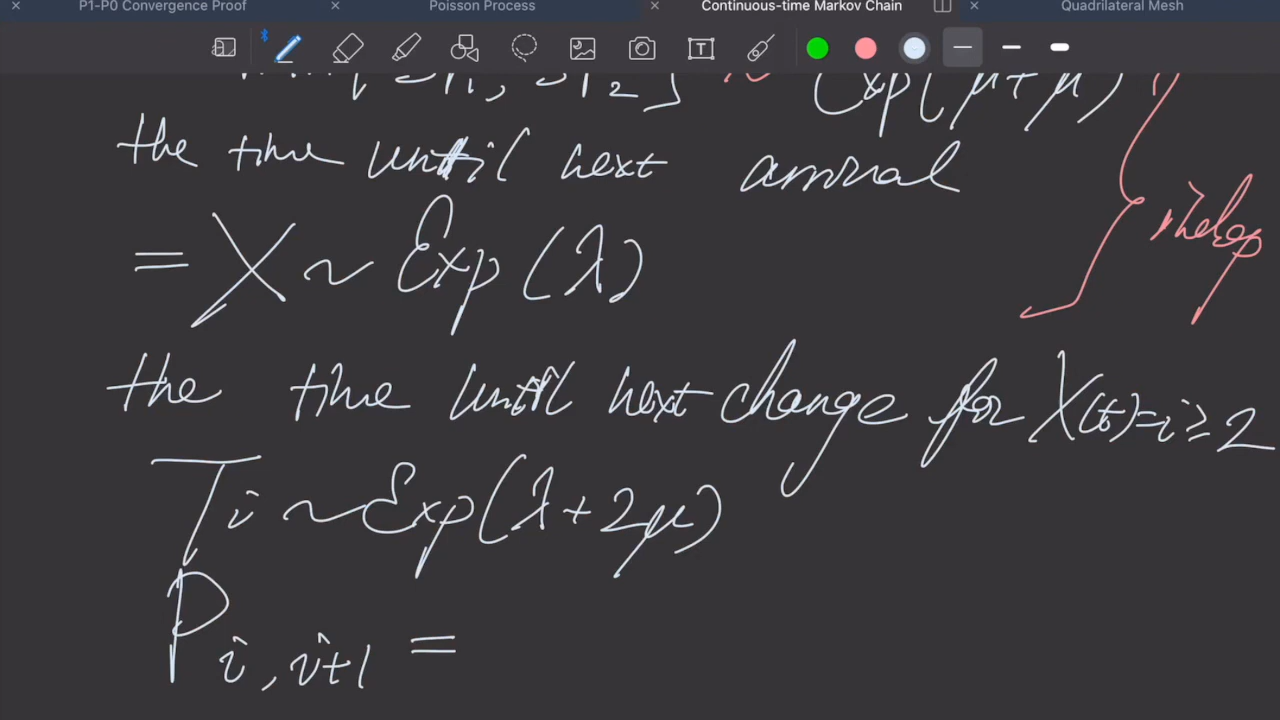 P1-P0 Convergence Proof Poisson Process Continuous-time Markov Chain Quadrilateral Mesh
Exp(μ+μ)
the time until next arrival
= X ~ Exp(λ)
the time until next change for X(t)=i≥2
Ti ~ Exp(λ+2μ)
Pi,i+1 =